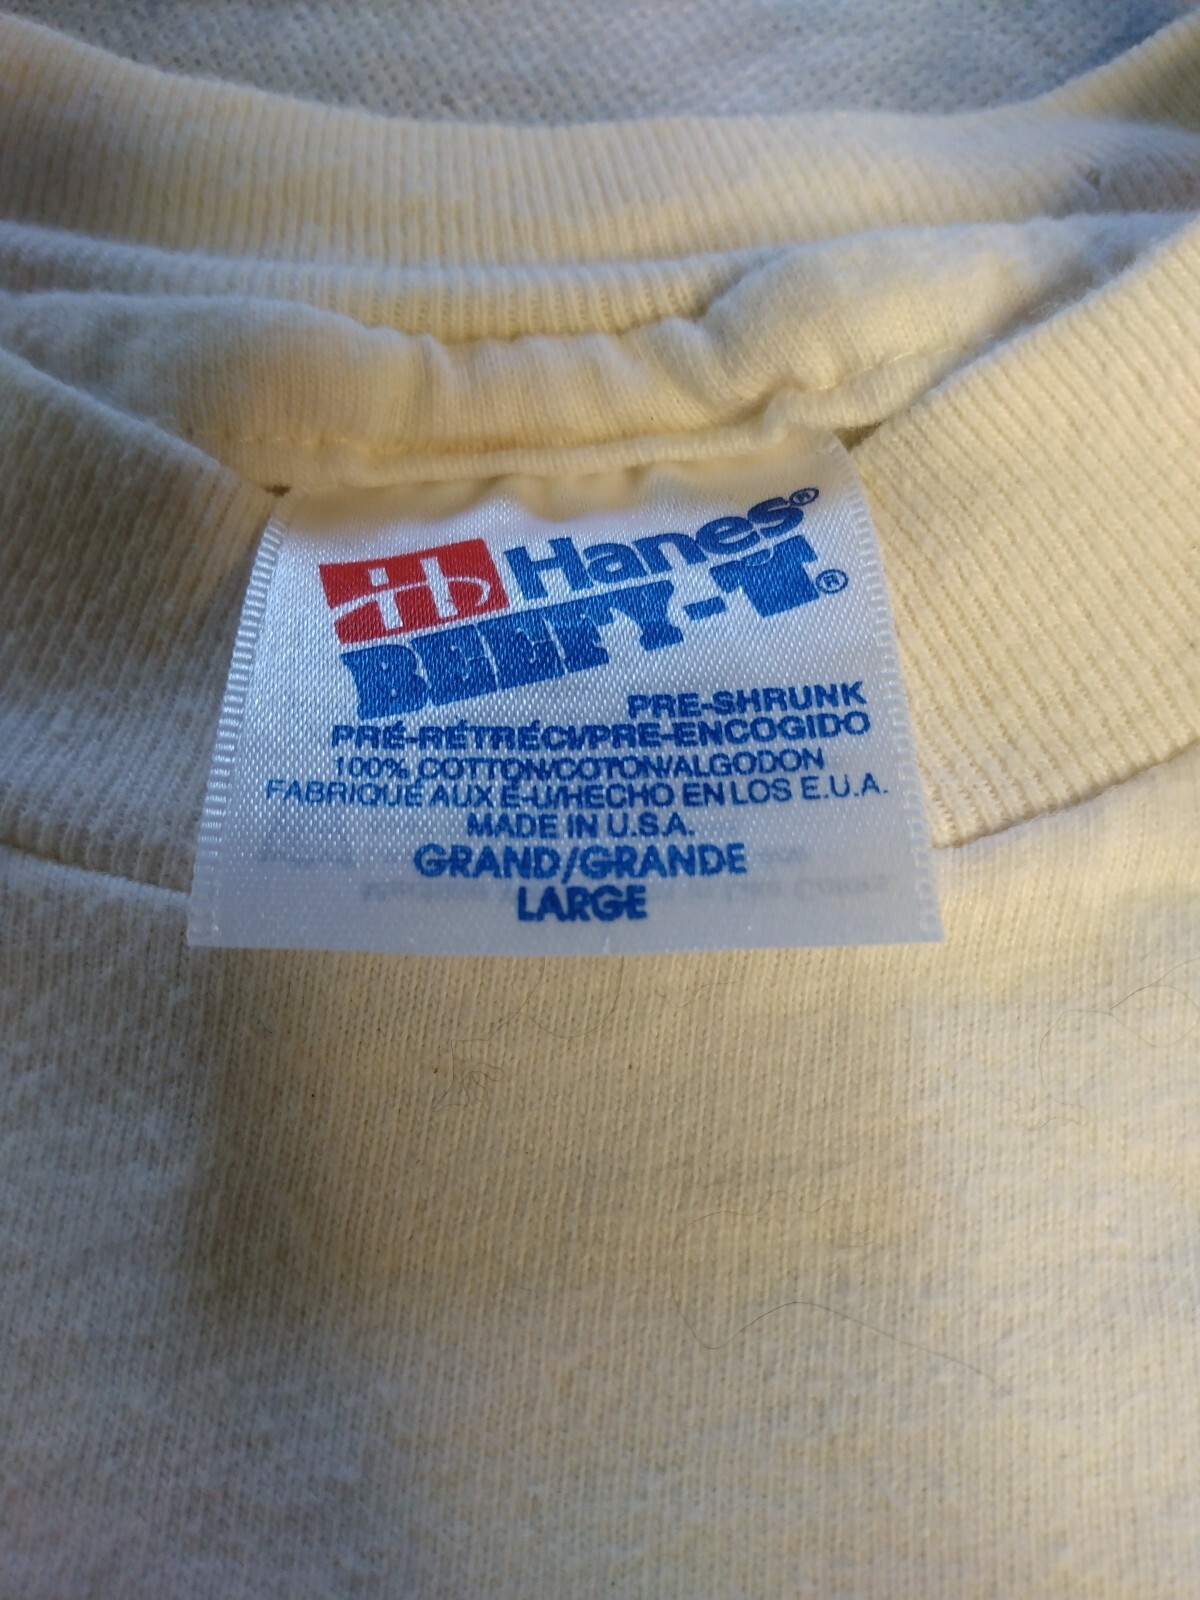 Hanes®
BEEFY-T®
PRE-SHRUNK
PRÉ-RÉTRÉCI/PRE-ENCOGIDO
100% COTTON/COTON/ALGODON
FABRIQUÉ AUX É-U/HECHO EN LOS E.U.A.
MADE IN U.S.A.
GRAND/GRANDE
LARGE